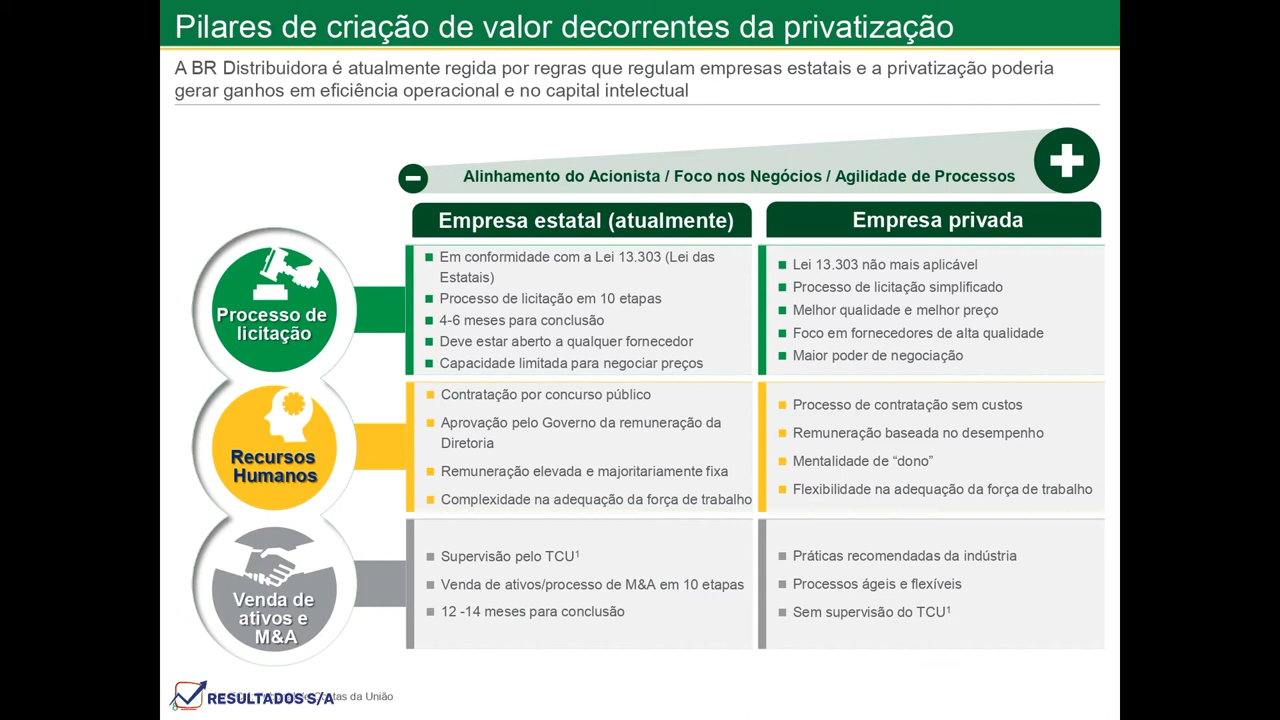 Pilares de criação de valor decorrentes da privatização
A BR Distribuidora é atualmente regida por regras que regulam empresas estatais e a privatização poderia
gerar ganhos em eficiência operacional e no capital intelectual
Alinhamento do Acionista / Foco nos Negócios / Agilidade de Processos
Empresa estatal (atualmente)
Empresa privada
Processo de
licitação
Em conformidade com a Lei 13.303 (Lei das
Estatais)
Processo de licitação em 10 etapas
4-6 meses para conclusão
Deve estar aberto a qualquer fornecedor
Capacidade limitada para negociar preços
Lei 13.303 não mais aplicável
Processo de licitação simplificado
Melhor qualidade e melhor preço
Foco em fornecedores de alta qualidade
Maior poder de negociação
Recursos
Humanos
Contratação por concurso público
Aprovação pelo Governo da remuneração da
Diretoria
Remuneração elevada e majoritariamente fixa
Complexidade na adequação da força de trabalho
Processo de contratação sem custos
Remuneração baseada no desempenho
Mentalidade de “dono”
Flexibilidade na adequação da força de trabalho
Venda de
ativos e
M&A
Supervisão pelo TCU¹
Venda de ativos/processo de M&A em 10 etapas
12 -14 meses para conclusão
Práticas recomendadas da indústria
Processos ágeis e flexíveis
Sem supervisão do TCU¹
RESULTADOS S/A
da União